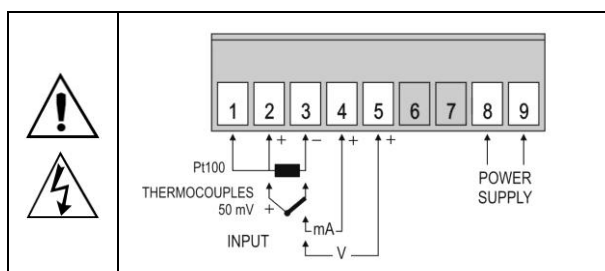 1 2 3 4 5 6 7 8 9
+ − + +
Pt100
THERMOCOUPLES
50 mV +
INPUT
mA
V
POWER
SUPPLY